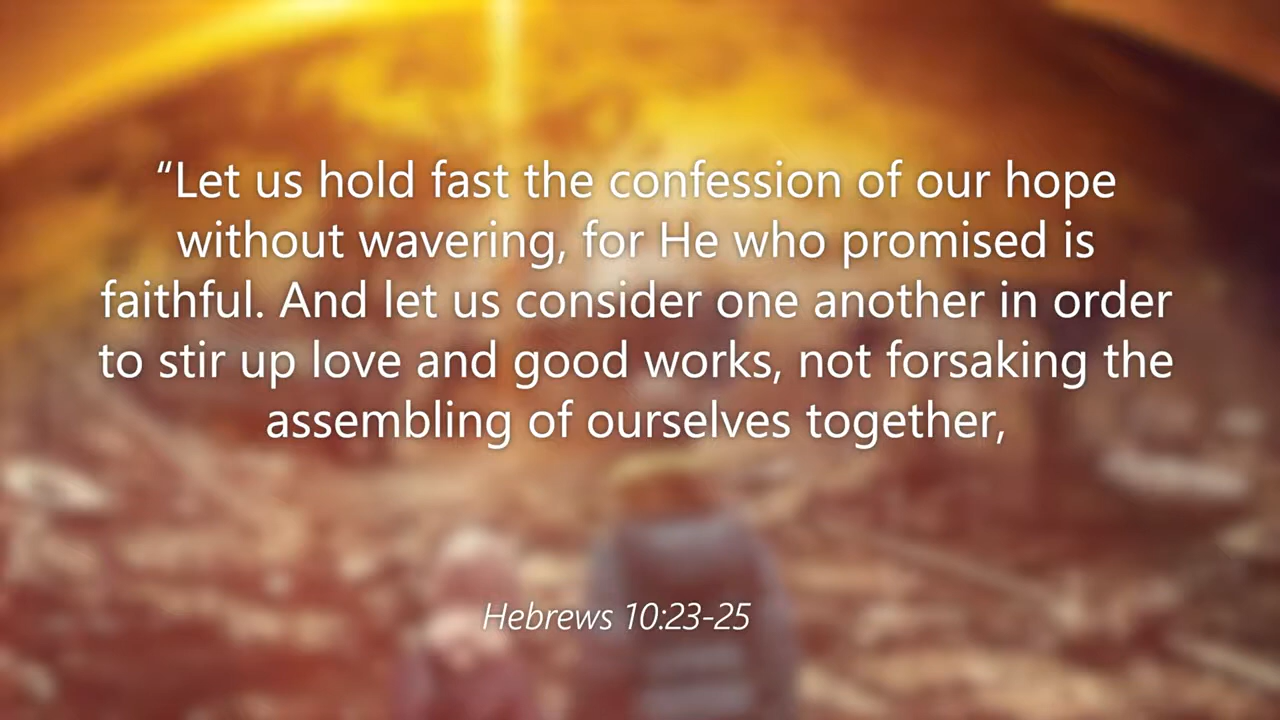 “Let us hold fast the confession of our hope
without wavering, for He who promised is
faithful. And let us consider one another in order
to stir up love and good works, not forsaking the
assembling of ourselves together,
Hebrews 10:23-25